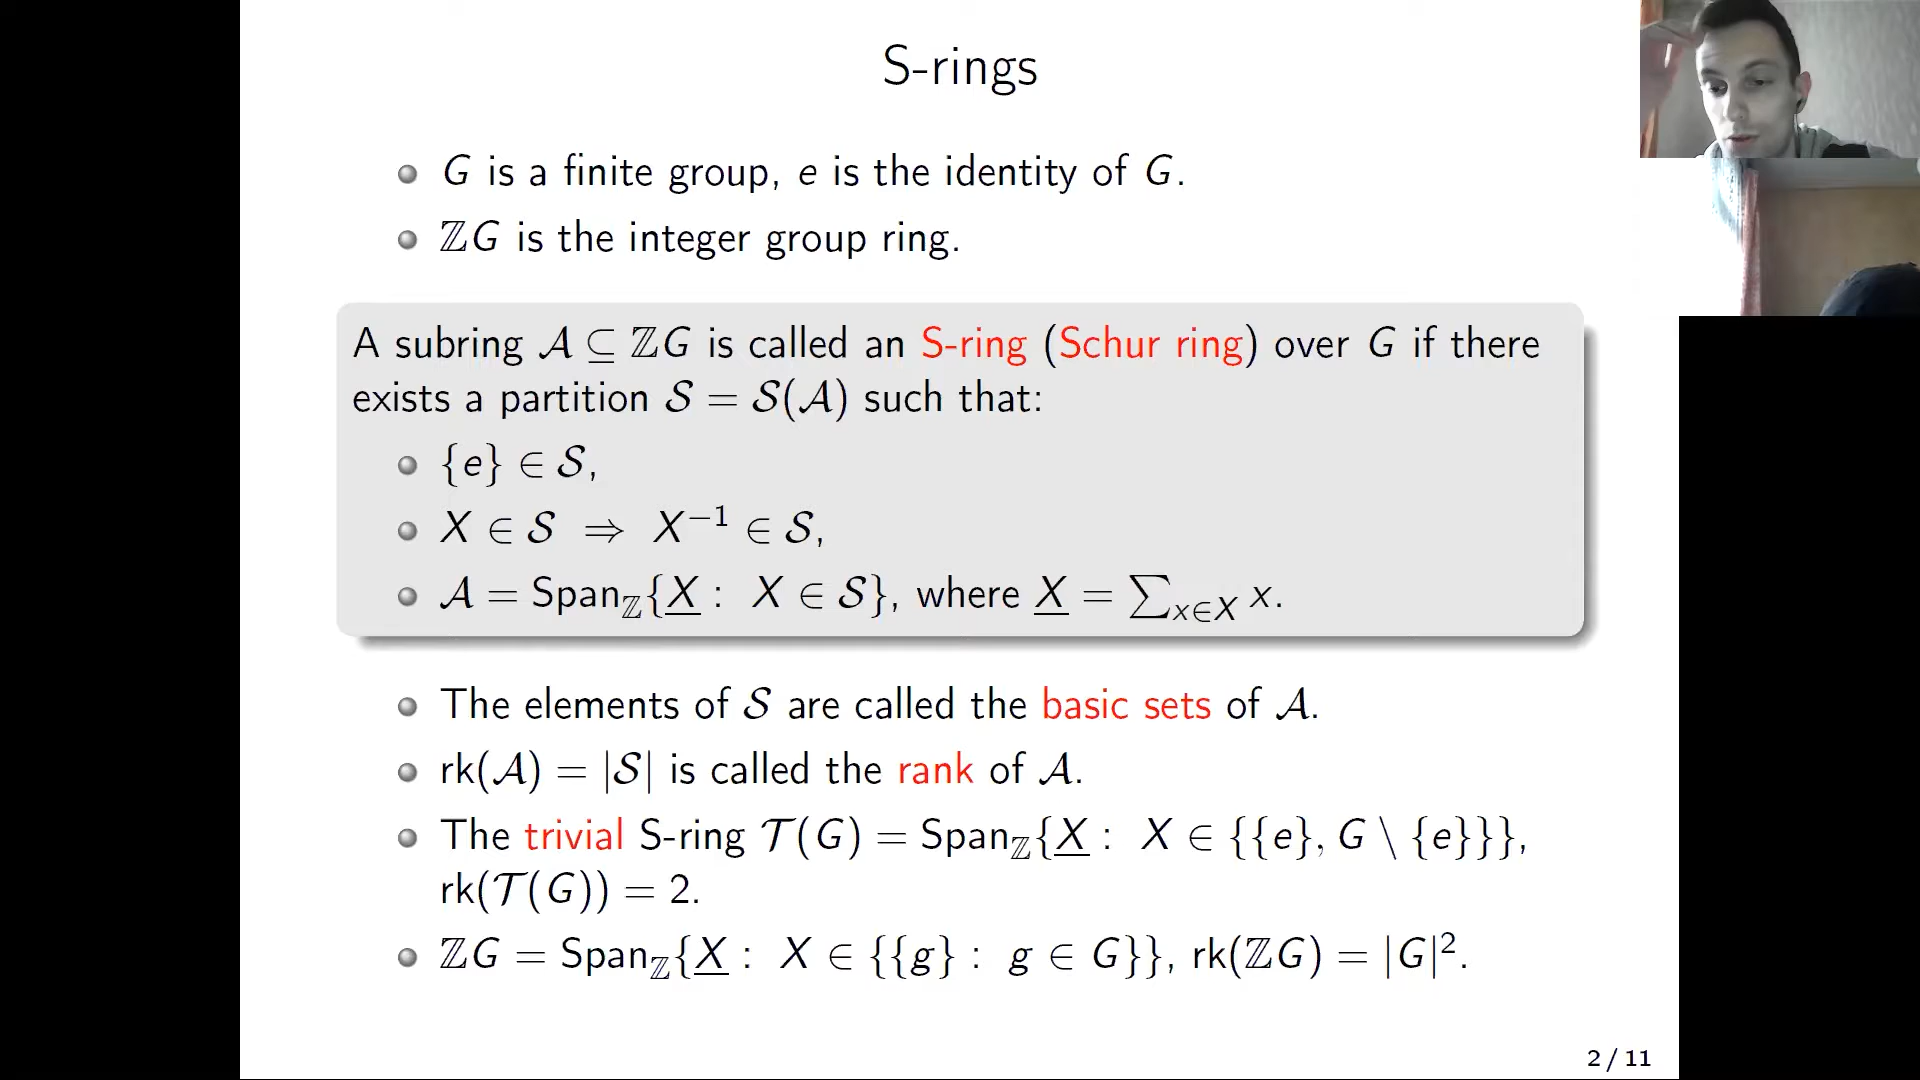 S-rings
G is a finite group, e is the identity of G.
ℤG is the integer group ring.
A subring 𝒜 ⊆ ℤG is called an S-ring (Schur ring) over G if there
exists a partition 𝒮 = 𝒮(𝒜) such that:
{e} ∈ 𝒮,
X ∈ 𝒮 ⇒ X⁻¹ ∈ 𝒮,
𝒜 = Span_ℤ{X̲ : X ∈ 𝒮}, where X̲ = ∑_{x∈X} x.
The elements of 𝒮 are called the basic sets of 𝒜.
rk(𝒜) = |𝒮| is called the rank of 𝒜.
The trivial S-ring 𝒯(G) = Span_ℤ{X̲ : X ∈ {{e}, G \ {e}}},
rk(𝒯(G)) = 2.
ℤG = Span_ℤ{X̲ : X ∈ {{g} : g ∈ G}}, rk(ℤG) = |G|².
2 / 11